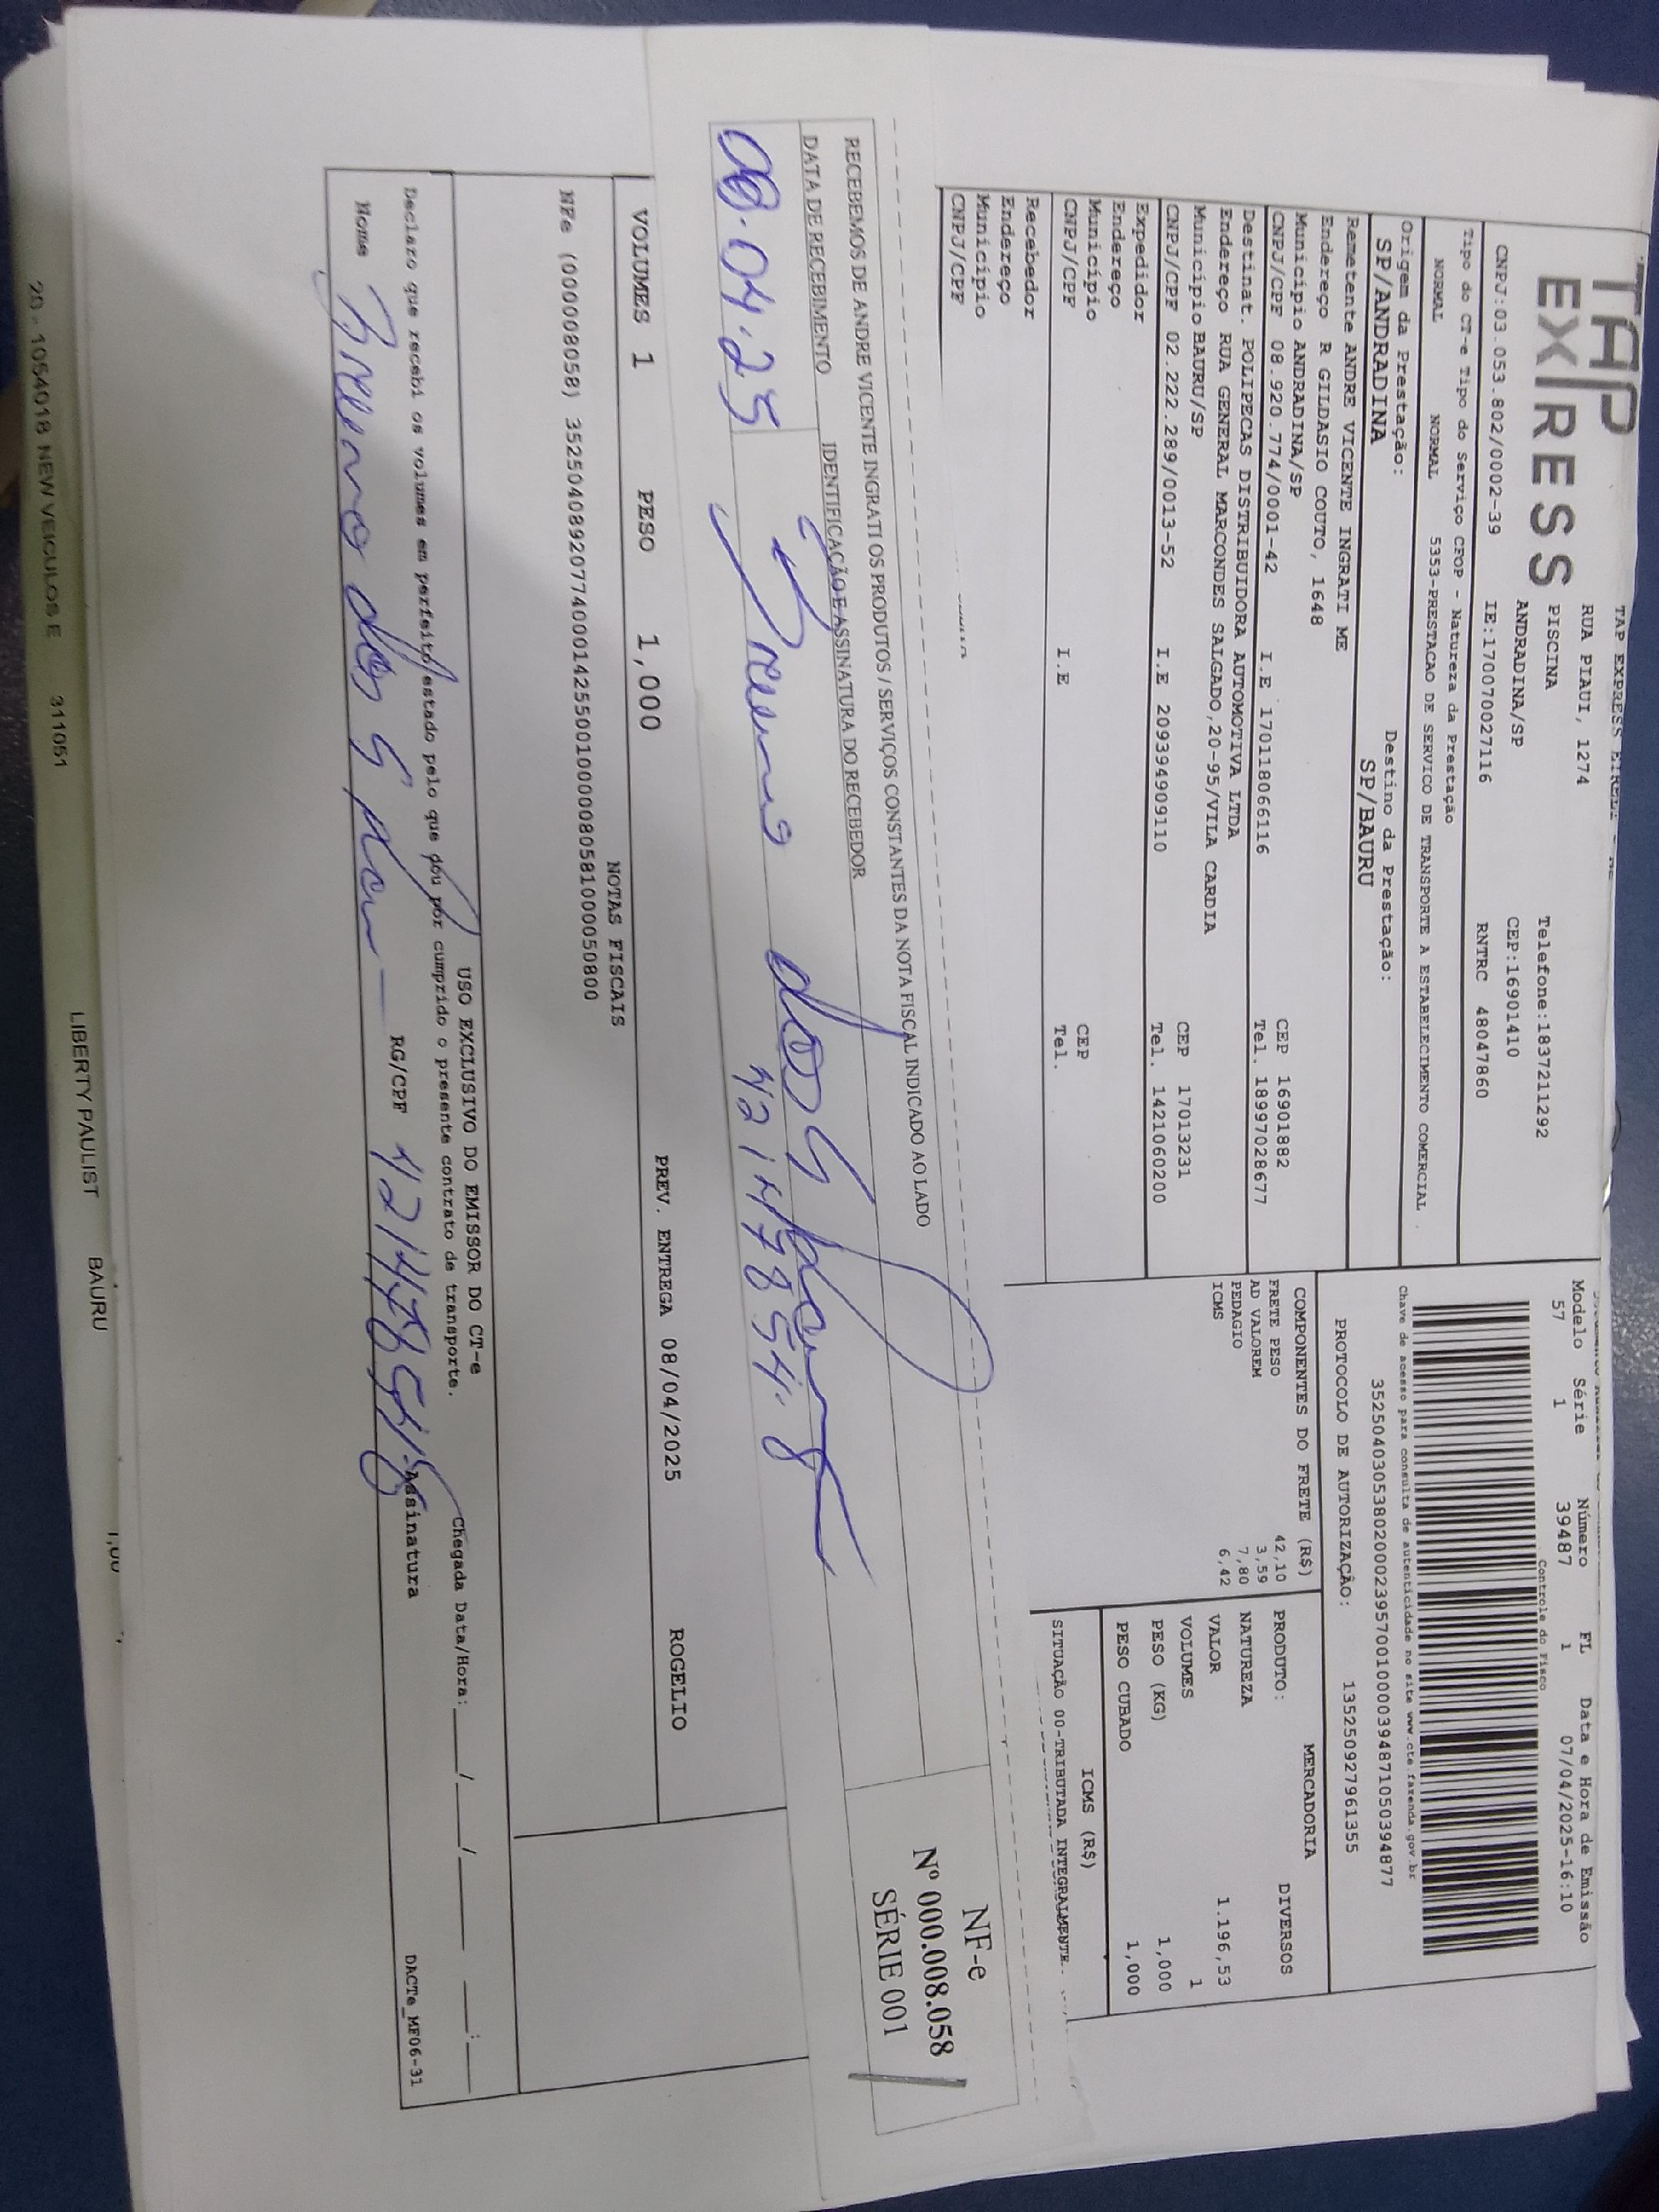 TAP
EXPRESS
TAP EXPRESS EIRELI
RUA PIAUI, 1274
PISCINA
ANDRADINA/SP
Telefone:1837211292
CEP:16901410
CNPJ:03.053.802/0002-39 IE:170070027116 RNTRC 48047860
Tipo do CT-e Tipo do Serviço CFOP - Natureza da Prestação
NORMAL NORMAL 5353-PRESTACAO DE SERVICO DE TRANSPORTE A ESTABELECIMENTO COMERCIAL
Origem da Prestação: Destino da Prestação:
SP/ANDRADINA SP/BAURU
Remetente ANDRE VICENTE INGRATI ME
Endereço R GILDASIO COUTO, 1648
Município ANDRADINA/SP CEP 16901882
CNPJ/CPF 08.920.774/0001-42 I.E 170118066116 Tel. 18997028677
Destinat. POLIPECAS DISTRIBUIDORA AUTOMOTIVA LTDA
Endereço RUA GENERAL MARCONDES SALGADO,20-95/VILA CARDIA
Município BAURU/SP CEP 17013231
CNPJ/CPF 02.222.289/0013-52 I.E 209394909110 Tel. 1421060200
Expedidor
Endereço
Município CEP
CNPJ/CPF I.E Tel.
Recebedor
Endereço
Município
CNPJ/CPF
Modelo Série Número FL Data e Hora de Emissão
57 1 39487 1 07/04/2025-16:10
Controle do Fisco
Chave de acesso para consulta de autenticidade no site www.cte.fazenda.gov.br
35250403053802000239570010000394871050394877
PROTOCOLO DE AUTORIZAÇÃO: 135250927961355
COMPONENTES DO FRETE (R$)
FRETE PESO 42,10
AD VALOREM 3,59
PEDAGIO 7,80
ICMS 6,42
MERCADORIA
PRODUTO: DIVERSOS
NATUREZA
VALOR 1.196,53
VOLUMES 1
PESO (KG) 1,000
PESO CUBADO 1,000
ICMS (R$)
SITUAÇÃO 00-TRIBUTADA INTEGRALMENTE
RECEBEMOS DE ANDRE VICENTE INGRATI OS PRODUTOS / SERVIÇOS CONSTANTES DA NOTA FISCAL INDICADO AO LADO
DATA DE RECEBIMENTO IDENTIFICAÇÃO E ASSINATURA DO RECEBEDOR
08.04.25 dos
42147854.8
NF-e
Nº 000.008.058
SÉRIE 001
VOLUMES 1 PESO 1,000 PREV. ENTREGA 08/04/2025 ROGELIO
NOTAS FISCAIS
NFe (000008058) 35250408920774000142550010000080581000050800
USO EXCLUSIVO DO EMISSOR DO CT-e
Declaro que recebi os volumes em perfeito estado pelo que dou por cumprido o presente contrato de transporte.
Chegada Data/Hora: ___/___/_____ ___:___
Nome dos RG/CPF Assinatura
DACTe_MF06-31
20 - 1054018 NEW VEICULOS E 311051 LIBERTY PAULIST BAURU 1,00